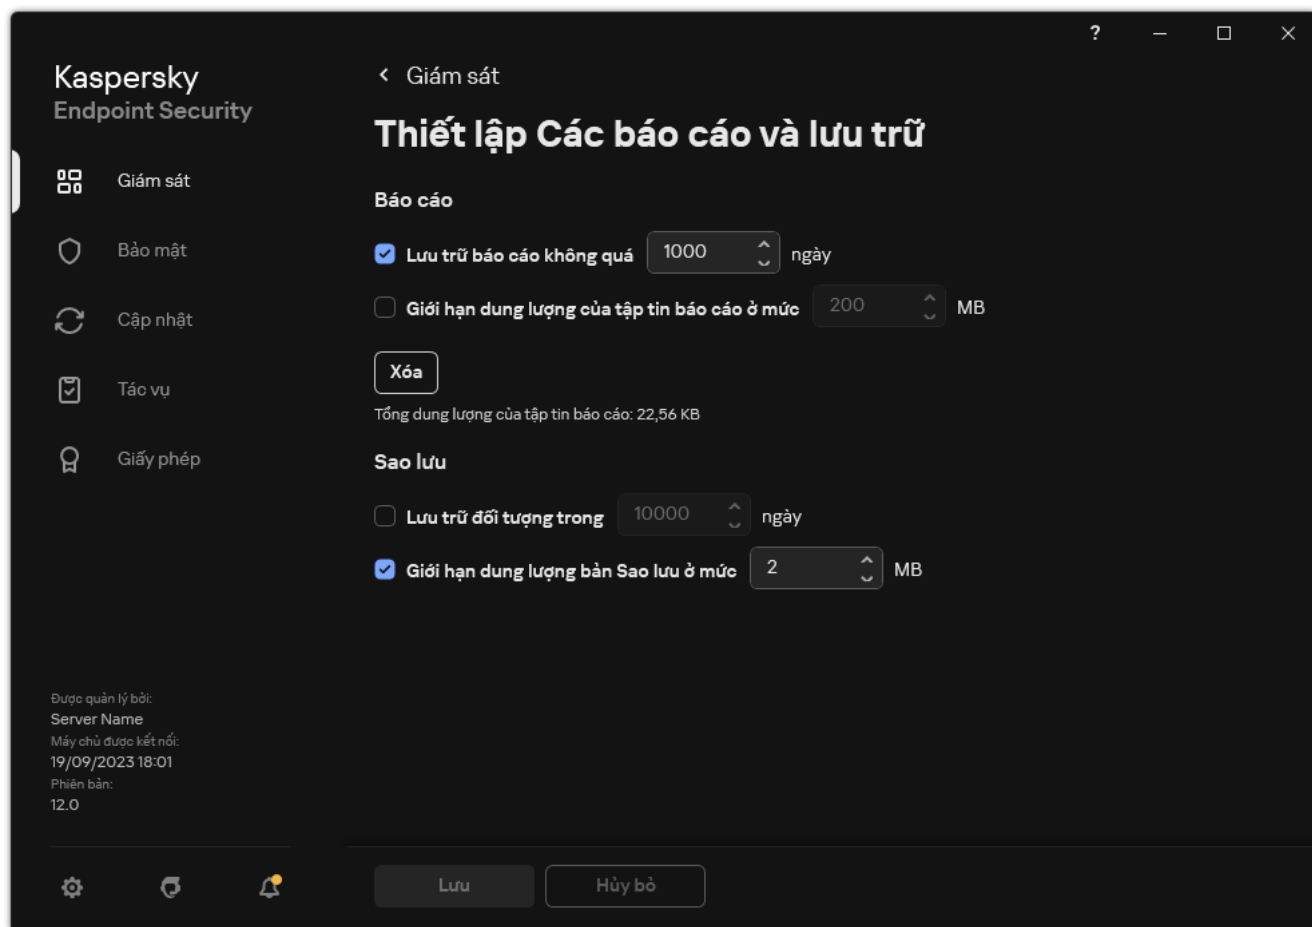 ?
Kaspersky
Endpoint Security
Giám sát
Bảo mật
Cập nhật
Tác vụ
Giấy phép
Được quản lý bởi:
Server Name
Máy chủ được kết nối:
19/09/2023 18:01
Phiên bản:
12.0
Giám sát
Thiết lập Các báo cáo và lưu trữ
Báo cáo
Lưu trữ báo cáo không quá 1000 ngày
Giới hạn dung lượng của tập tin báo cáo ở mức 200 MB
Xóa
Tổng dung lượng của tập tin báo cáo: 22,56 KB
Sao lưu
Lưu trữ đối tượng trong 10000 ngày
Giới hạn dung lượng bản Sao lưu ở mức 2 MB
Lưu Hủy bỏ